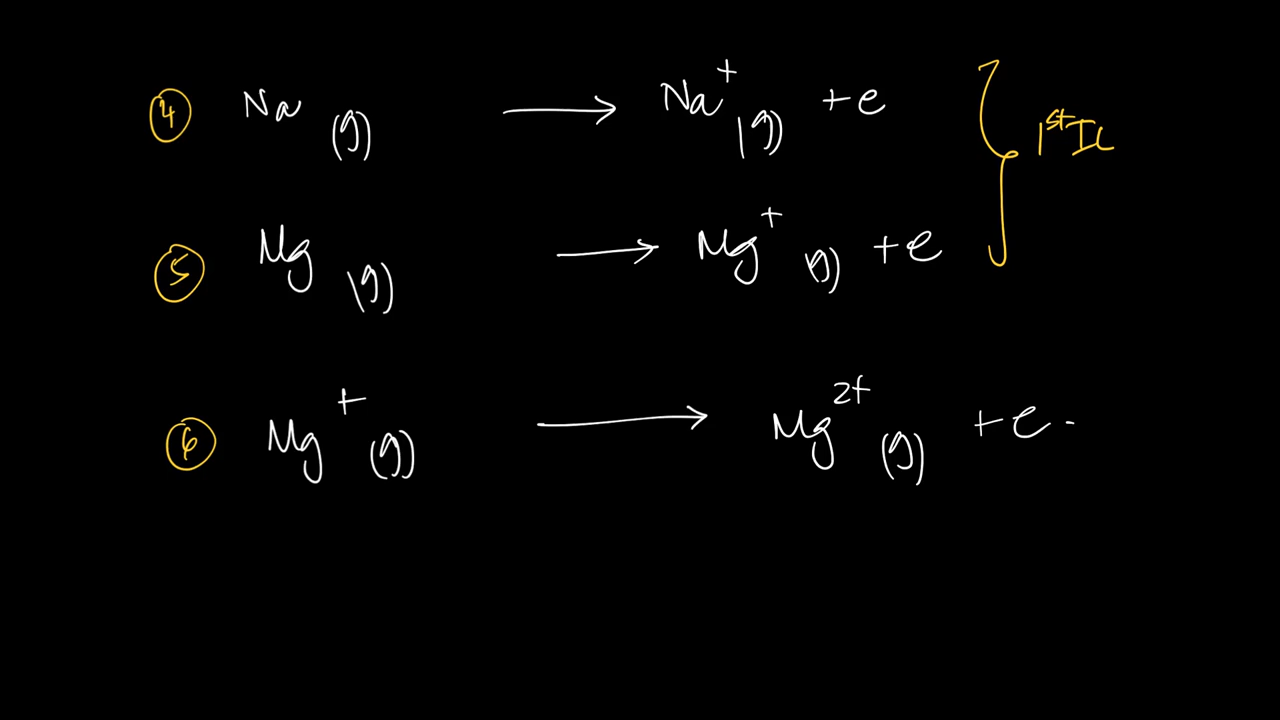 ④ Na (g) ⟶ Na⁺ (g) + e
1st IE
⑤ Mg (g) ⟶ Mg⁺ (g) + e
⑥ Mg⁺ (g) ⟶ Mg²⁺ (g) + e -